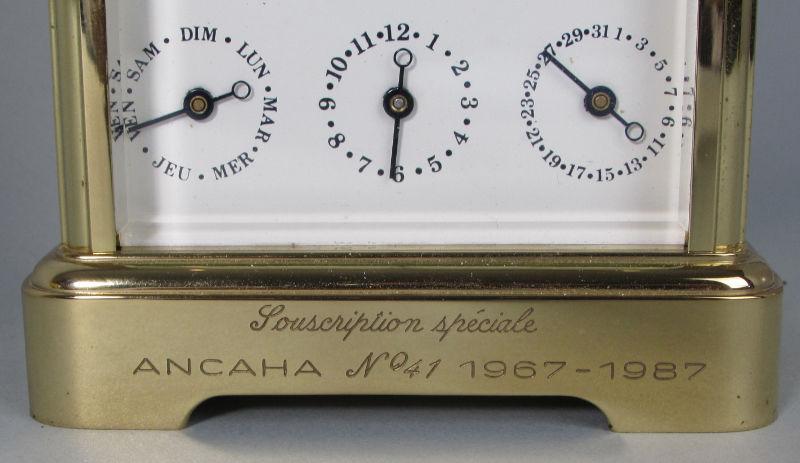 DIM • LUN • MAR • MER • JEU • VEN • SAM •
12 • 1 • 2 • 3 • 4 • 5 • 6 • 7 • 8 • 9 • 10 • 11 •
1 • 3 • 5 • 7 • 9 • 11 • 13 • 15 • 17 • 19 • 21 • 23 • 25 • 27 • 29 • 31
Souscription spéciale
ANCAHA No 41 1967-1987